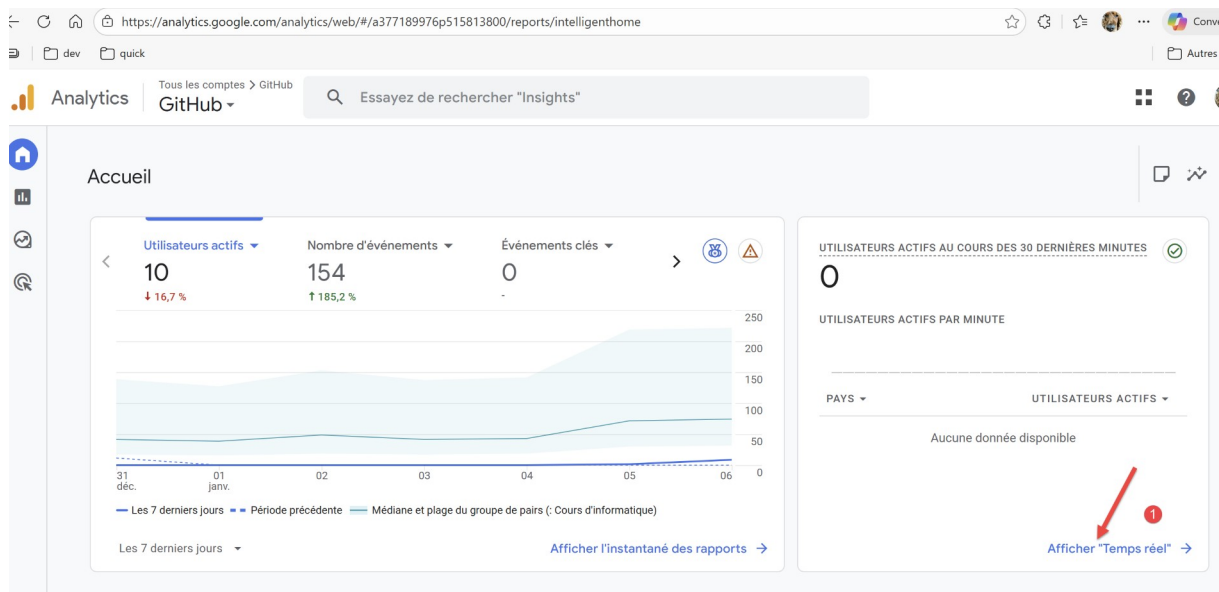 https://analytics.google.com/analytics/web/#/a377189976p515813800/reports/intelligenthome
dev
quick
Autres
Analytics
Tous les comptes > GitHub
GitHub
Essayez de rechercher "Insights"
Accueil
Utilisateurs actifs
10
↓ 16,7 %
Nombre d'événements
154
↑ 185,2 %
Événements clés
0
-
250
200
150
100
50
0
31 déc.
01 janv.
02
03
04
05
06
Les 7 derniers jours
Période précédente
Médiane et plage du groupe de pairs (: Cours d'informatique)
Les 7 derniers jours
Afficher l'instantané des rapports →
UTILISATEURS ACTIFS AU COURS DES 30 DERNIÈRES MINUTES
0
UTILISATEURS ACTIFS PAR MINUTE
PAYS
UTILISATEURS ACTIFS
Aucune donnée disponible
1
Afficher "Temps réel" →